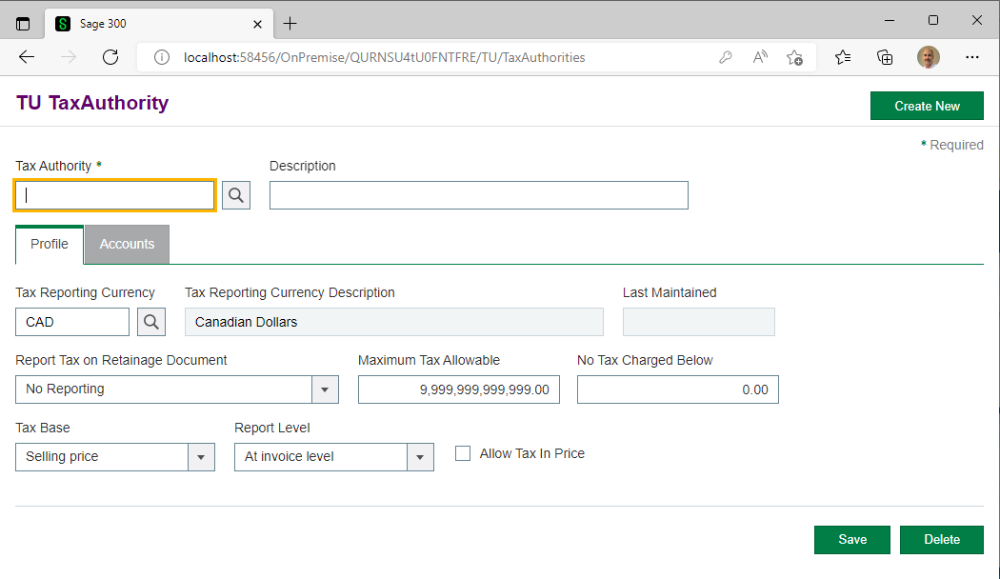 Sage 300
localhost:58456/OnPremise/QURNSU4tU0FNTFRE/TU/TaxAuthorities
TU TaxAuthority
Create New
* Required
Tax Authority * Description
Profile Accounts
Tax Reporting Currency Tax Reporting Currency Description Last Maintained
CAD Canadian Dollars
Report Tax on Retainage Document Maximum Tax Allowable No Tax Charged Below
No Reporting 9,999,999,999,999.00 0.00
Tax Base Report Level
Selling price At invoice level Allow Tax In Price
Save Delete